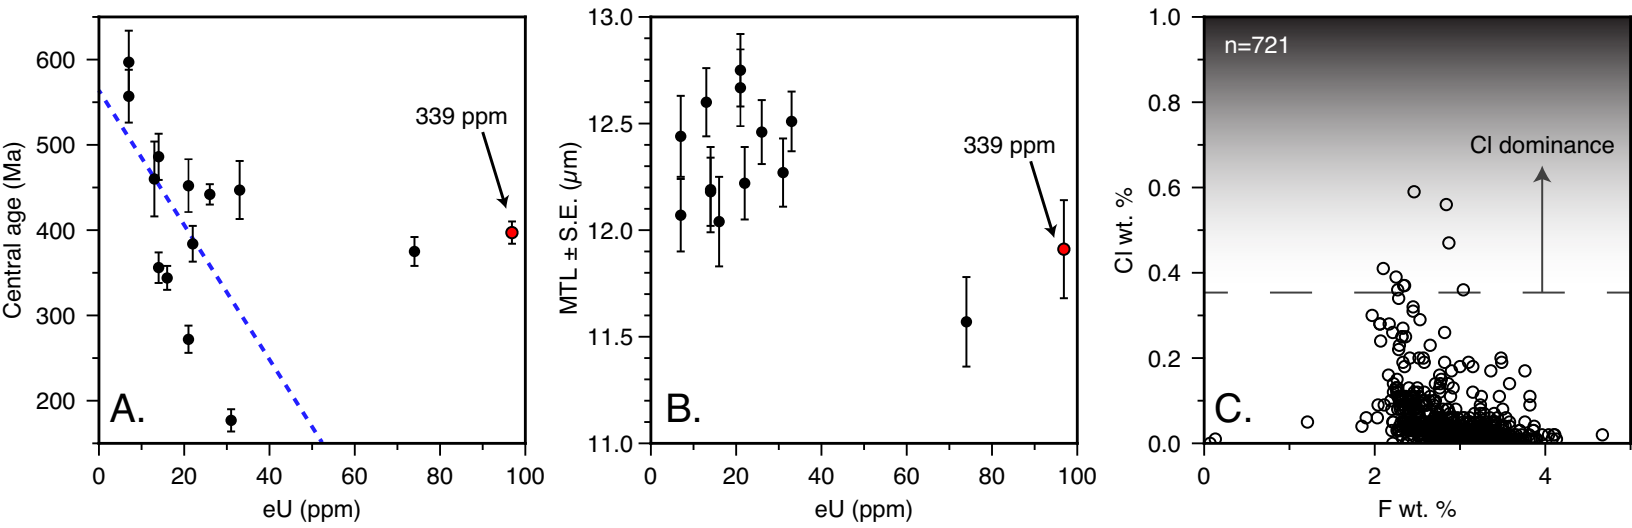 600
500
400
300
200
Central age (Ma)
0
20
40
60
80
100
eU (ppm)
339 ppm
A.
13.0
12.5
12.0
11.5
11.0
MTL ± S.E. (µm)
0
20
40
60
80
100
eU (ppm)
339 ppm
B.
1.0
0.8
0.6
0.4
0.2
0.0
Cl wt. %
0
2
4
F wt. %
n=721
Cl dominance
C.